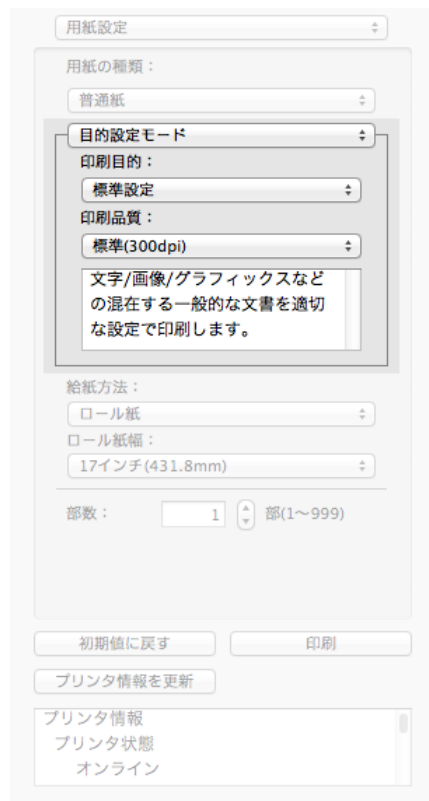 用紙設定
用紙の種類：
普通紙
目的設定モード
印刷目的：
標準設定
印刷品質：
標準(300dpi)
文字/画像/グラフィックスなど
の混在する一般的な文書を適切
な設定で印刷します。
給紙方法：
ロール紙
ロール紙幅：
17インチ(431.8mm)
部数： 1 部(1〜999)
初期値に戻す 印刷
プリンタ情報を更新
プリンタ情報
プリンタ状態
オンライン